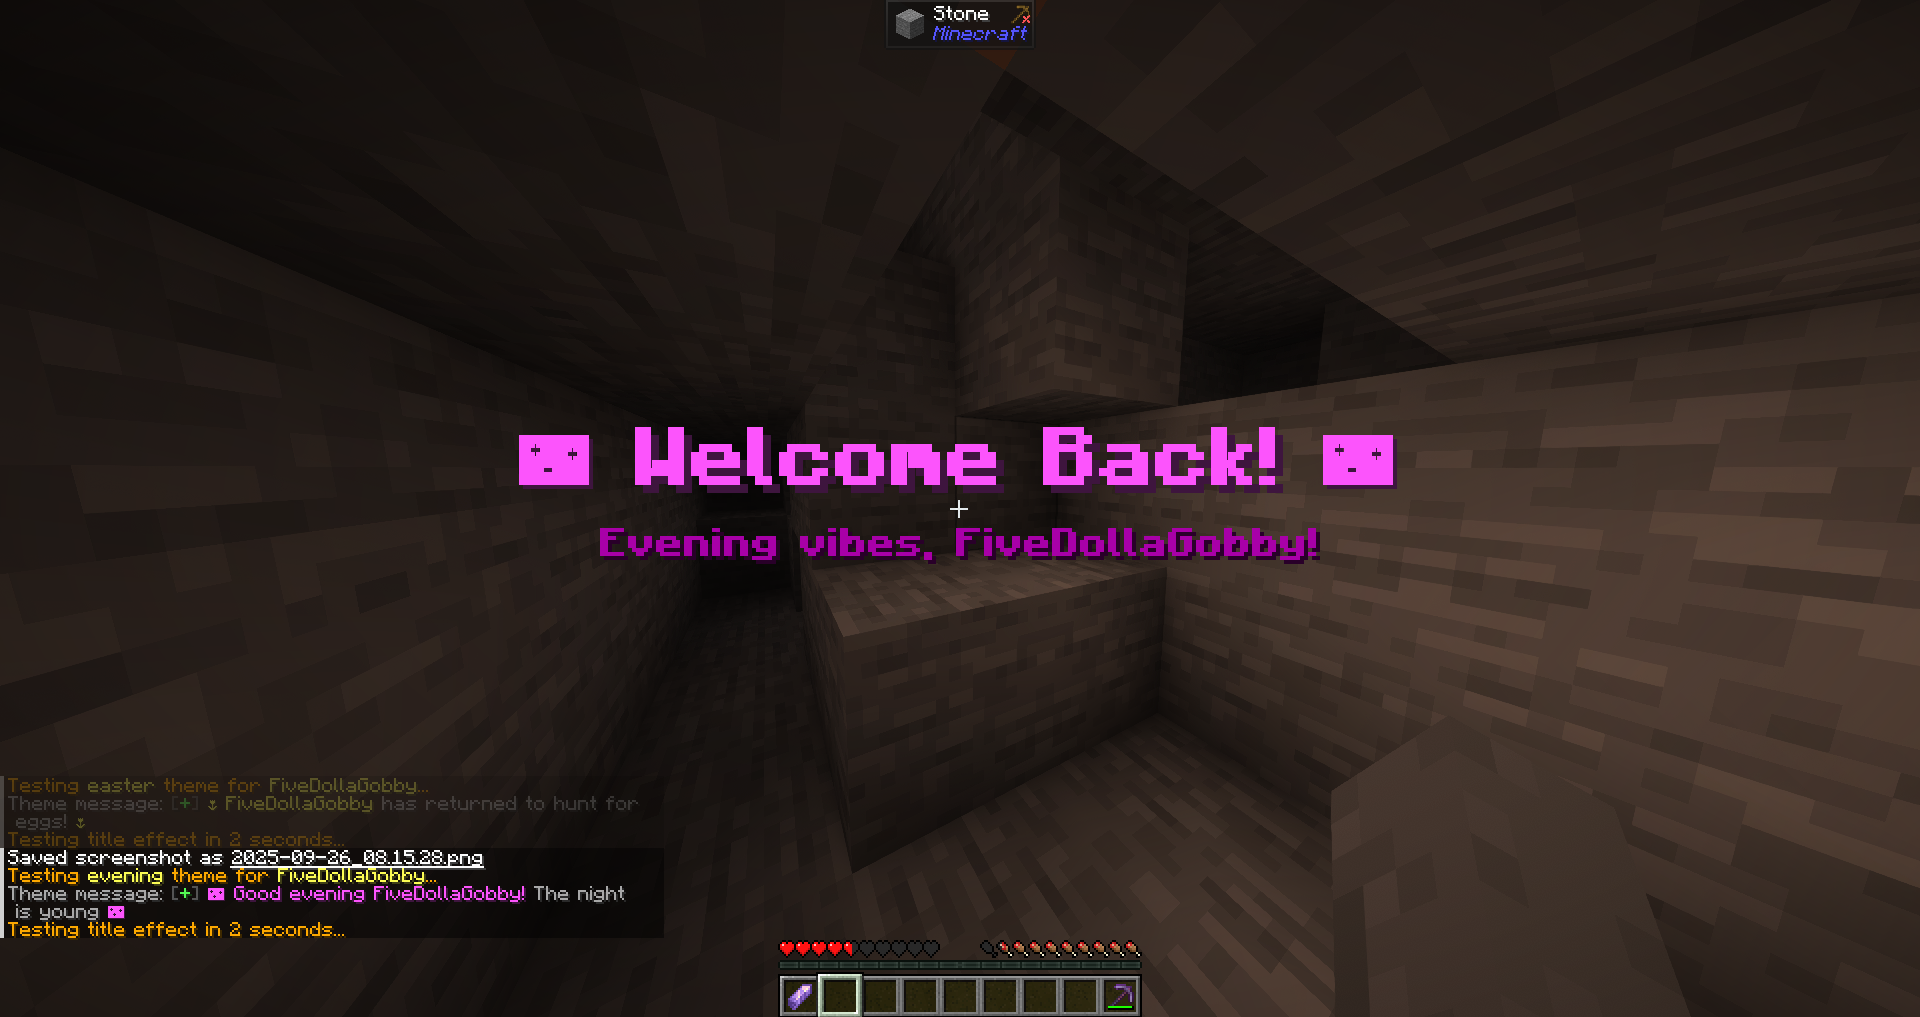 Stone
Minecraft
Welcome Back!
Evening vibes, FiveDollaGobby!
Testing easter theme for FiveDollaGobby...
Theme message: [+] FiveDollaGobby has returned to hunt for
eggs!
Testing title effect in 2 seconds...
Saved screenshot as 2025-09-26_08.15.28.png
Testing evening theme for FiveDollaGobby...
Theme message: [+] Good evening FiveDollaGobby! The night
is young
Testing title effect in 2 seconds...